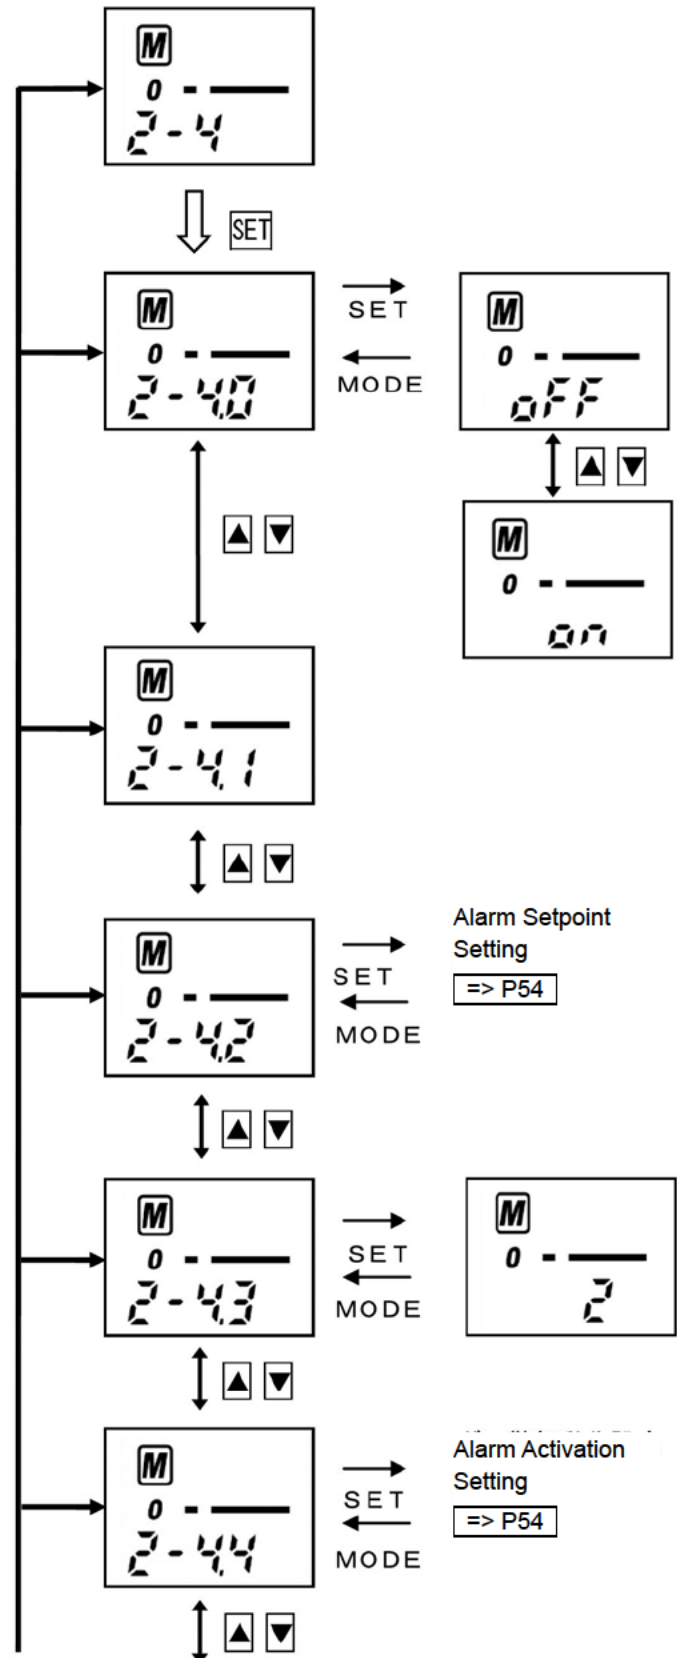 M
0
2-4
SET
M
0
2-4.0
SET
MODE
M
0
oFF
▲ ▼
▲ ▼
M
0
on
M
0
2-4.1
▲ ▼
M
0
2-4.2
SET
MODE
Alarm Setpoint
Setting
=> P54
▲ ▼
M
0
2-4.3
SET
MODE
M
0
2
▲ ▼
M
0
2-4.4
SET
MODE
Alarm Activation
Setting
=> P54
▲ ▼